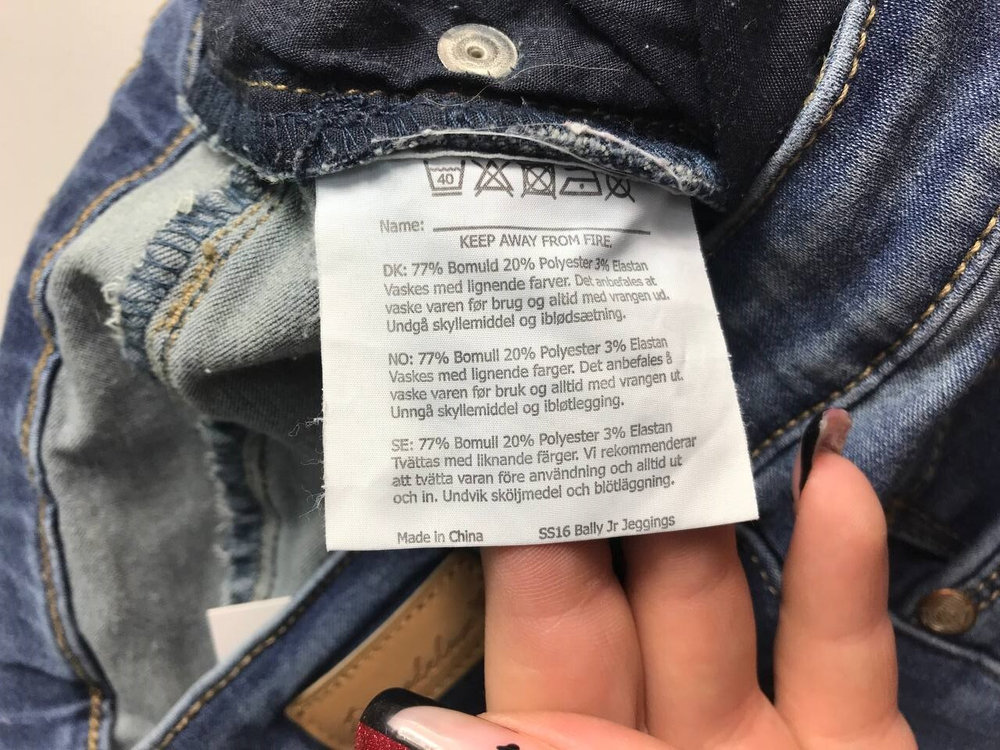 40
Name:
KEEP AWAY FROM FIRE.
DK: 77% Bomuld 20% Polyester 3% Elastan
Vaskes med lignende farver. Det anbefales at
vaske varen før brug og altid med vrangen ud.
Undgå skyllemiddel og iblødsætning.
NO: 77% Bomull 20% Polyester 3% Elastan
Vaskes med lignende farger. Det anbefales å
vaske varen før bruk og alltid med vrangen ut.
Unngå skyllemiddel og ibløtlegging.
SE: 77% Bomull 20% Polyester 3% Elastan
Tvättas med liknande färger. Vi rekommenderar
att tvätta varan före användning och alltid ut
och in. Undvik sköljmedel och blötläggning.
Made in China SS16 Bally Jr Jeggings